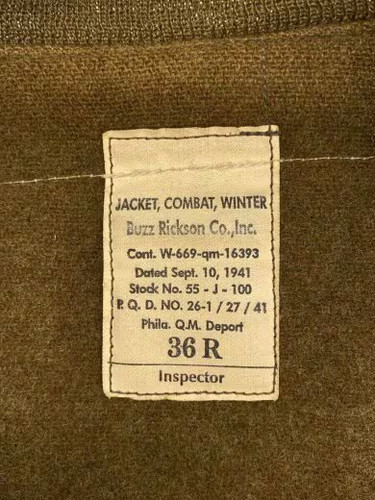 JACKET, COMBAT, WINTER
Buzz Rickson Co.,Inc.
Cont. W-669-qm-16393
Dated Sept. 10, 1941
Stock No. 55 - J - 100
P. Q. D. NO. 26-1 / 27 / 41
Phila. Q.M. Deport
36 R
Inspector